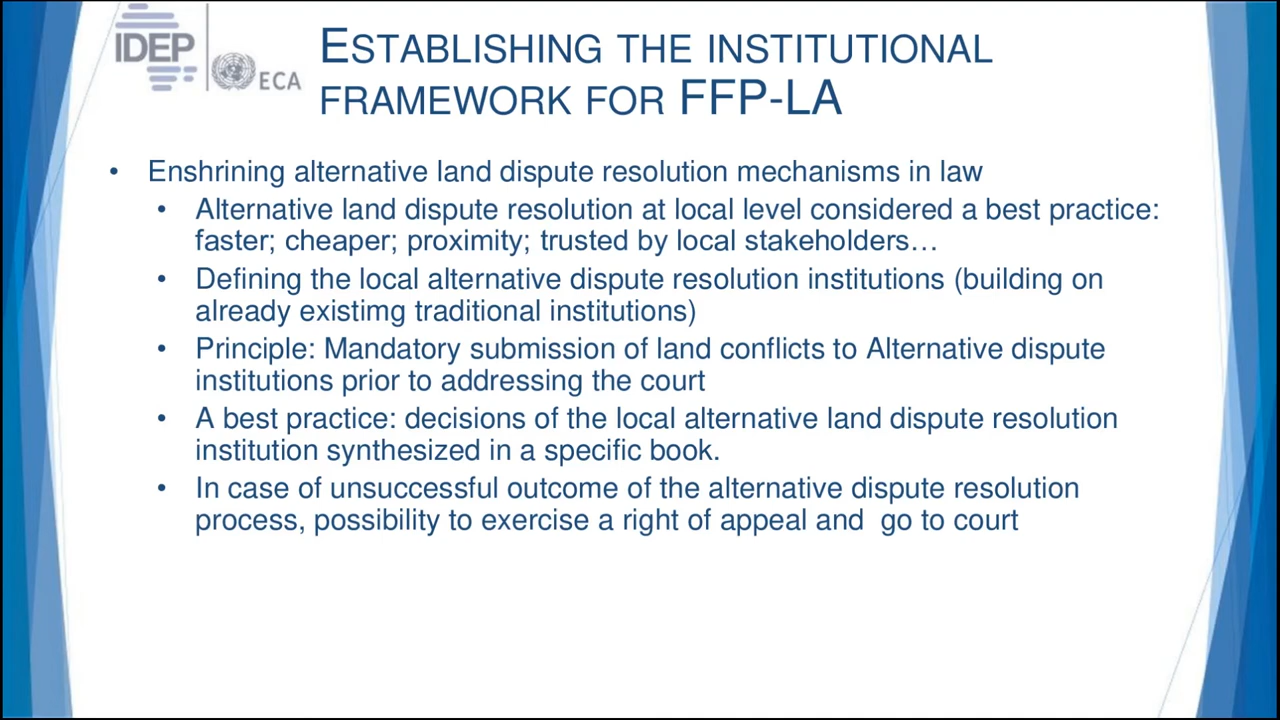 IDEP
ECA
ESTABLISHING THE INSTITUTIONAL
FRAMEWORK FOR FFP-LA
• Enshrining alternative land dispute resolution mechanisms in law
• Alternative land dispute resolution at local level considered a best practice:
faster; cheaper; proximity; trusted by local stakeholders…
• Defining the local alternative dispute resolution institutions (building on
already existimg traditional institutions)
• Principle: Mandatory submission of land conflicts to Alternative dispute
institutions prior to addressing the court
• A best practice: decisions of the local alternative land dispute resolution
institution synthesized in a specific book.
• In case of unsuccessful outcome of the alternative dispute resolution
process, possibility to exercise a right of appeal and  go to court